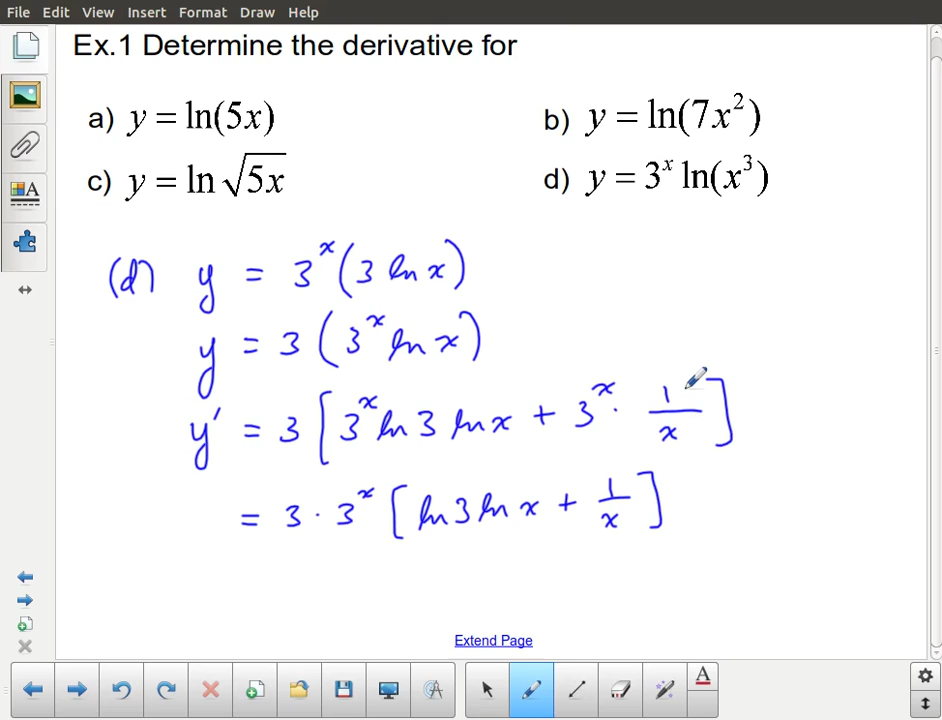 File Edit View Insert Format Draw Help
Ex.1 Determine the derivative for
a) y = ln(5x)
b) y = ln(7x²)
c) y = ln √(5x)
d) y = 3ˣ ln(x³)
(d) y = 3ˣ (3 ln x)
y = 3 (3ˣ ln x)
y' = 3 [3ˣ ln 3 ln x + 3ˣ · 1/x]
= 3 · 3ˣ [ln 3 ln x + 1/x]
Extend Page
A
A